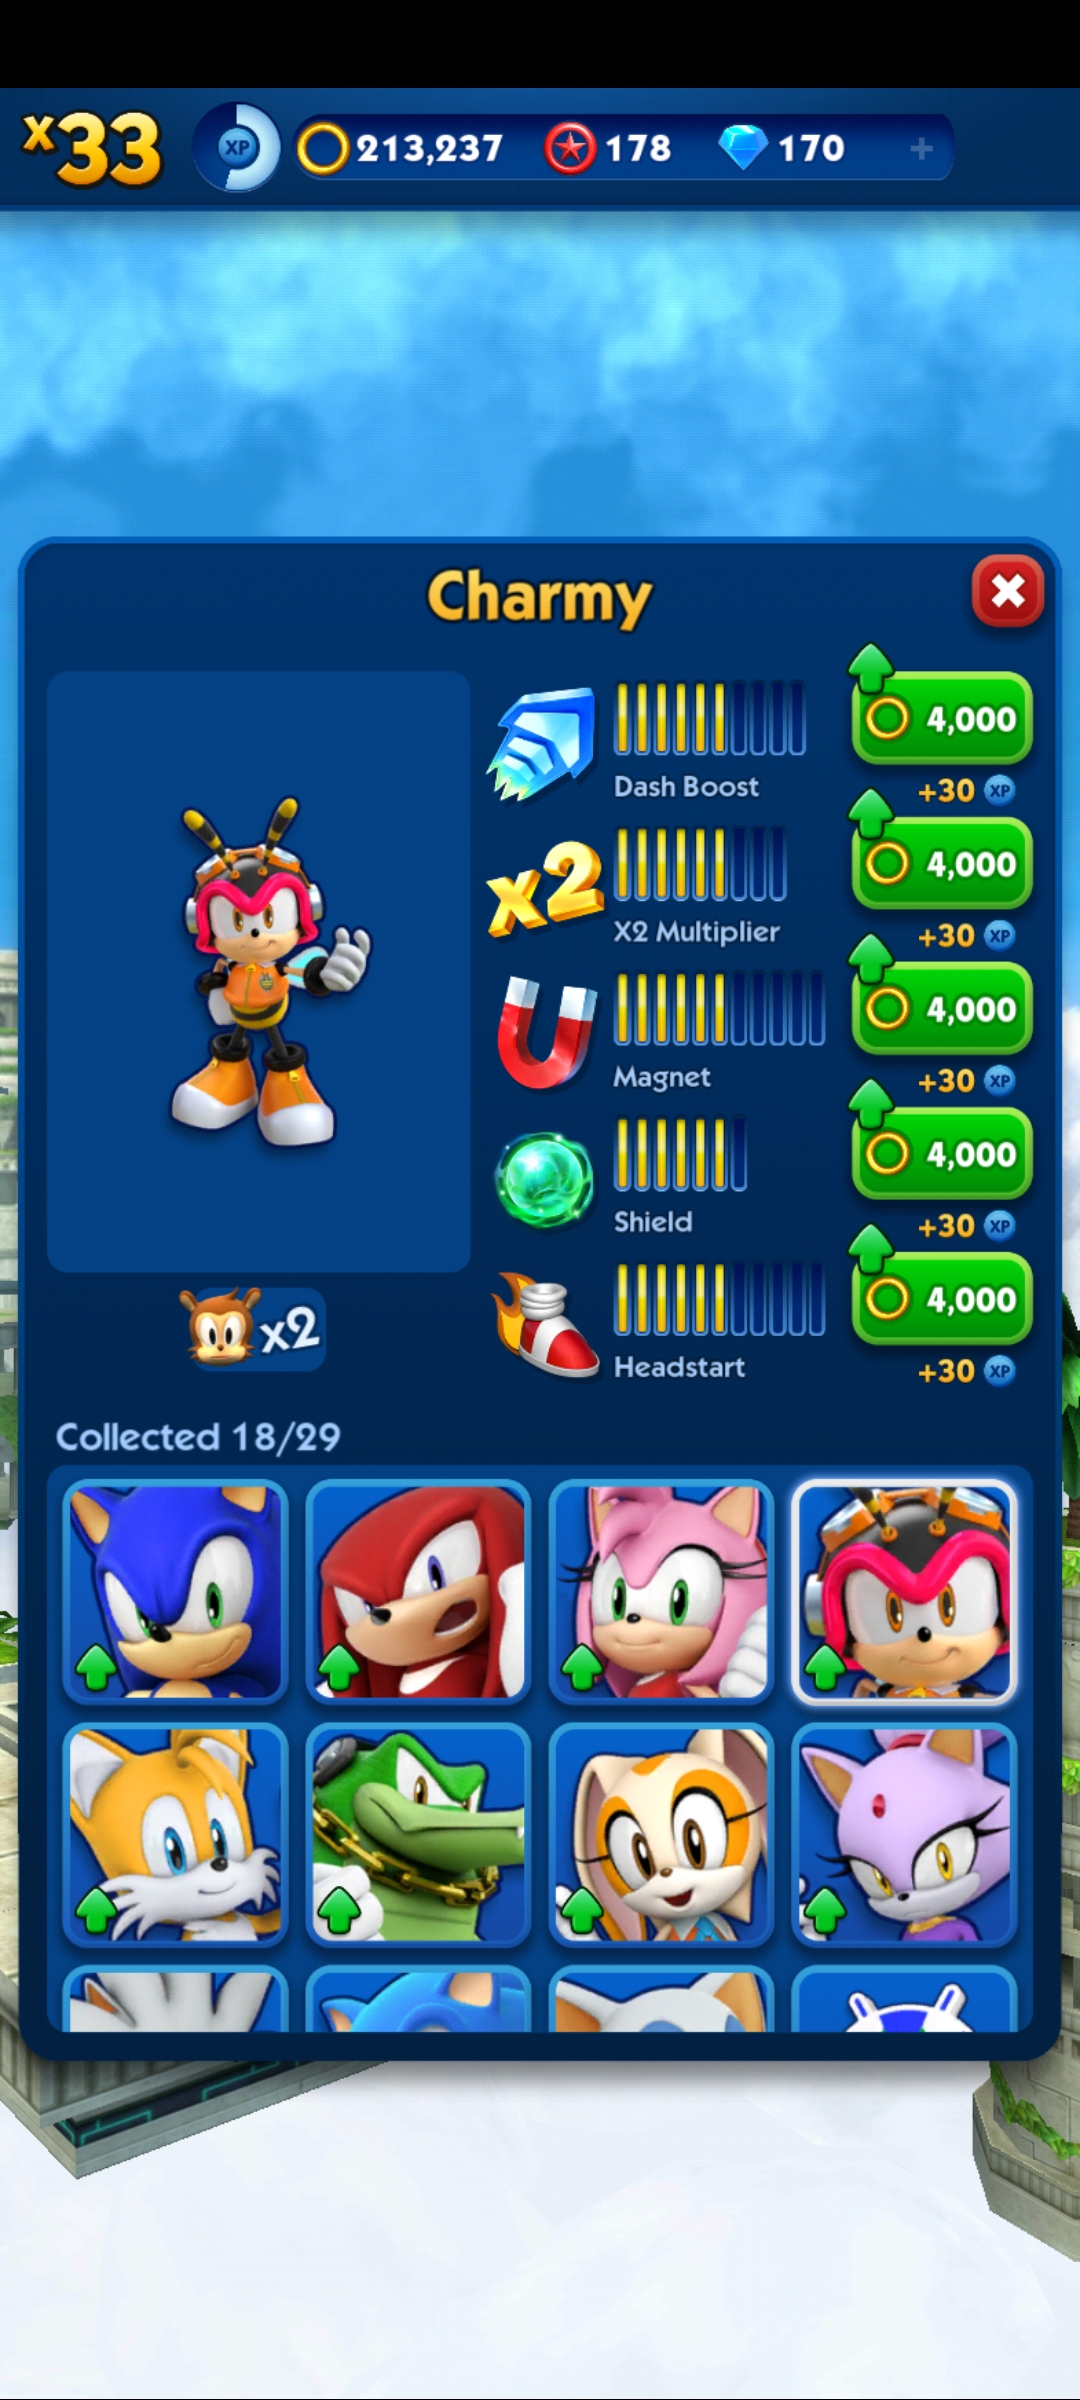 x33 XP 213,237 178 170 +
Charmy
4,000
Dash Boost +30 XP
x2 4,000
X2 Multiplier +30 XP
4,000
Magnet +30 XP
4,000
Shield +30 XP
x2 4,000
Headstart +30 XP
Collected 18/29